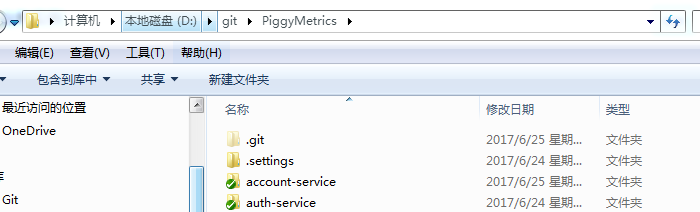 计算机 本地磁盘 (D:) git PiggyMetrics
编辑(E) 查看(V) 工具(T) 帮助(H)
包含到库中 共享 新建文件夹
名称 修改日期 类型
最近访问的位置
OneDrive
库
Git
.git 2017/6/25 星期... 文件夹
.settings 2017/6/24 星期... 文件夹
account-service 2017/6/25 星期... 文件夹
auth-service 2017/6/24 星期... 文件夹